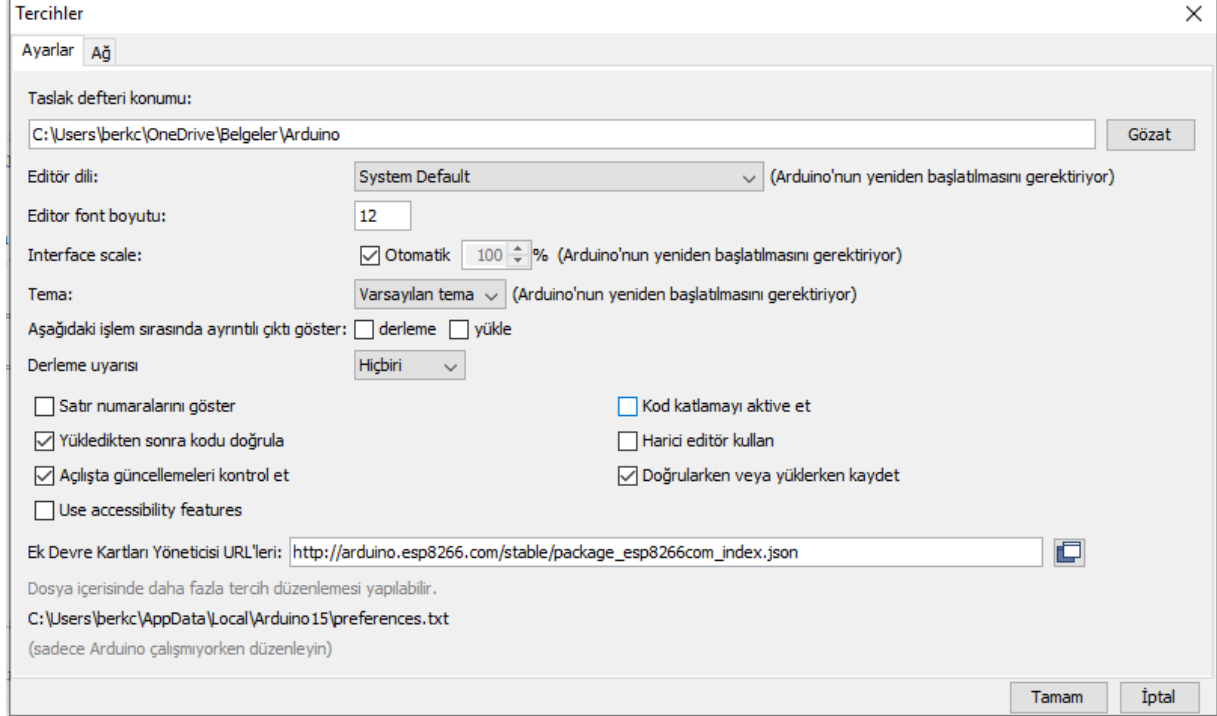 Tercihler
Ayarlar Ağ
Taslak defteri konumu:
C:\Users\berkc\OneDrive\Belgeler\Arduino Gözat
Editör dili: System Default (Arduino'nun yeniden başlatılmasını gerektiriyor)
Editor font boyutu: 12
Interface scale: Otomatik 100 % (Arduino'nun yeniden başlatılmasını gerektiriyor)
Tema: Varsayılan tema (Arduino'nun yeniden başlatılmasını gerektiriyor)
Aşağıdaki işlem sırasında ayrıntılı çıktı göster: derleme yükle
Derleme uyarısı Hiçbiri
Satır numaralarını göster Kod katlamayı aktive et
Yükledikten sonra kodu doğrula Harici editör kullan
Açılışta güncellemeleri kontrol et Doğrularken veya yüklerken kaydet
Use accessibility features
Ek Devre Kartları Yöneticisi URL'leri: http://arduino.esp8266.com/stable/package_esp8266com_index.json
Dosya içerisinde daha fazla tercih düzenlemesi yapılabilir.
C:\Users\berkc\AppData\Local\Arduino15\preferences.txt
(sadece Arduino çalışmıyorken düzenleyin)
Tamam İptal